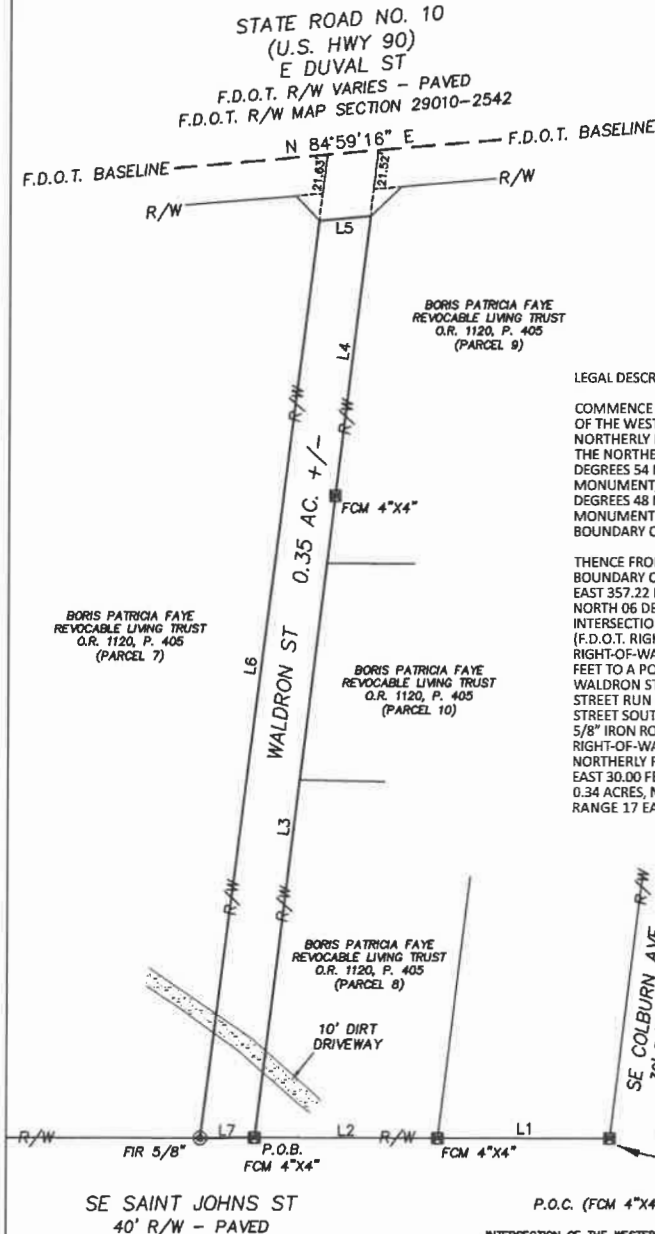 STATE ROAD NO. 10
(U.S. HWY 90)
E DUVAL ST
F.D.O.T. R/W VARIES - PAVED
F.D.O.T. R/W MAP SECTION 29010-2542
F.D.O.T. BASELINE
N 84°59'16" E
F.D.O.T. BASELINE
21.63'
21.52'
R/W
R/W
L5
BORIS PATRICIA FAYE
REVOCABLE LIVING TRUST
O.R. 1120, P. 405
(PARCEL 9)
L4
R/W
R/W
FCM 4"X4"
0.35 AC. +/-
WALDRON ST
BORIS PATRICIA FAYE
REVOCABLE LIVING TRUST
O.R. 1120, P. 405
(PARCEL 7)
L6
BORIS PATRICIA FAYE
REVOCABLE LIVING TRUST
O.R. 1120, P. 405
(PARCEL 10)
L3
R/W
R/W
BORIS PATRICIA FAYE
REVOCABLE LIVING TRUST
O.R. 1120, P. 405
(PARCEL 8)
10' DIRT
DRIVEWAY
R/W
SE COLBURN AVE
R/W
L7
L2
R/W
L1
FIR 5/8"
P.O.B.
FCM 4"X4"
FCM 4"X4"
SE SAINT JOHNS ST
40' R/W - PAVED
P.O.C. (FCM 4"X4"
LEGAL DESCR
COMMENCE
OF THE WEST
NORTHERLY
THE NORTHE
DEGREES 54
MONUMENT
DEGREES 48
MONUMENT
BOUNDARY O
THENCE FRO
BOUNDARY O
EAST 357.22
NORTH 06 DE
INTERSECTIO
(F.D.O.T. RIGH
RIGHT-OF-WA
FEET TO A PO
WALDRON ST
STREET RUN
STREET SOUT
5/8" IRON RO
RIGHT-OF-WA
NORTHERLY
EAST 30.00 FE
0.34 ACRES,
RANGE 17 EA